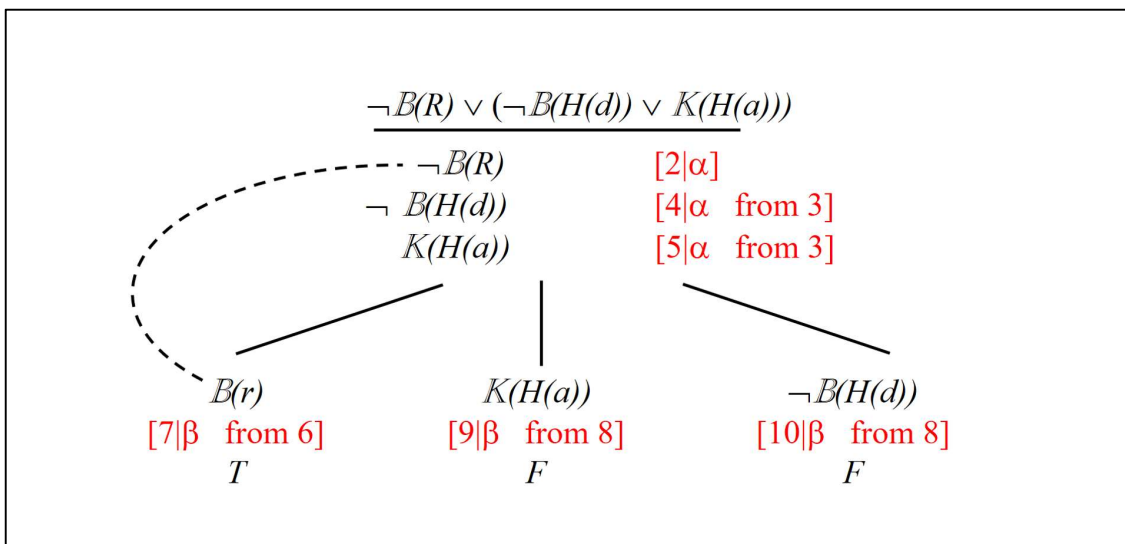 ¬𝔹(R) ∨ (¬𝔹(H(d)) ∨ 𝕂(H(a)))
¬𝔹(R) [2|α]
¬ 𝔹(H(d)) [4|α from 3]
𝕂(H(a)) [5|α from 3]
𝔹(r) 𝕂(H(a)) ¬𝔹(H(d))
[7|β from 6] [9|β from 8] [10|β from 8]
T F F